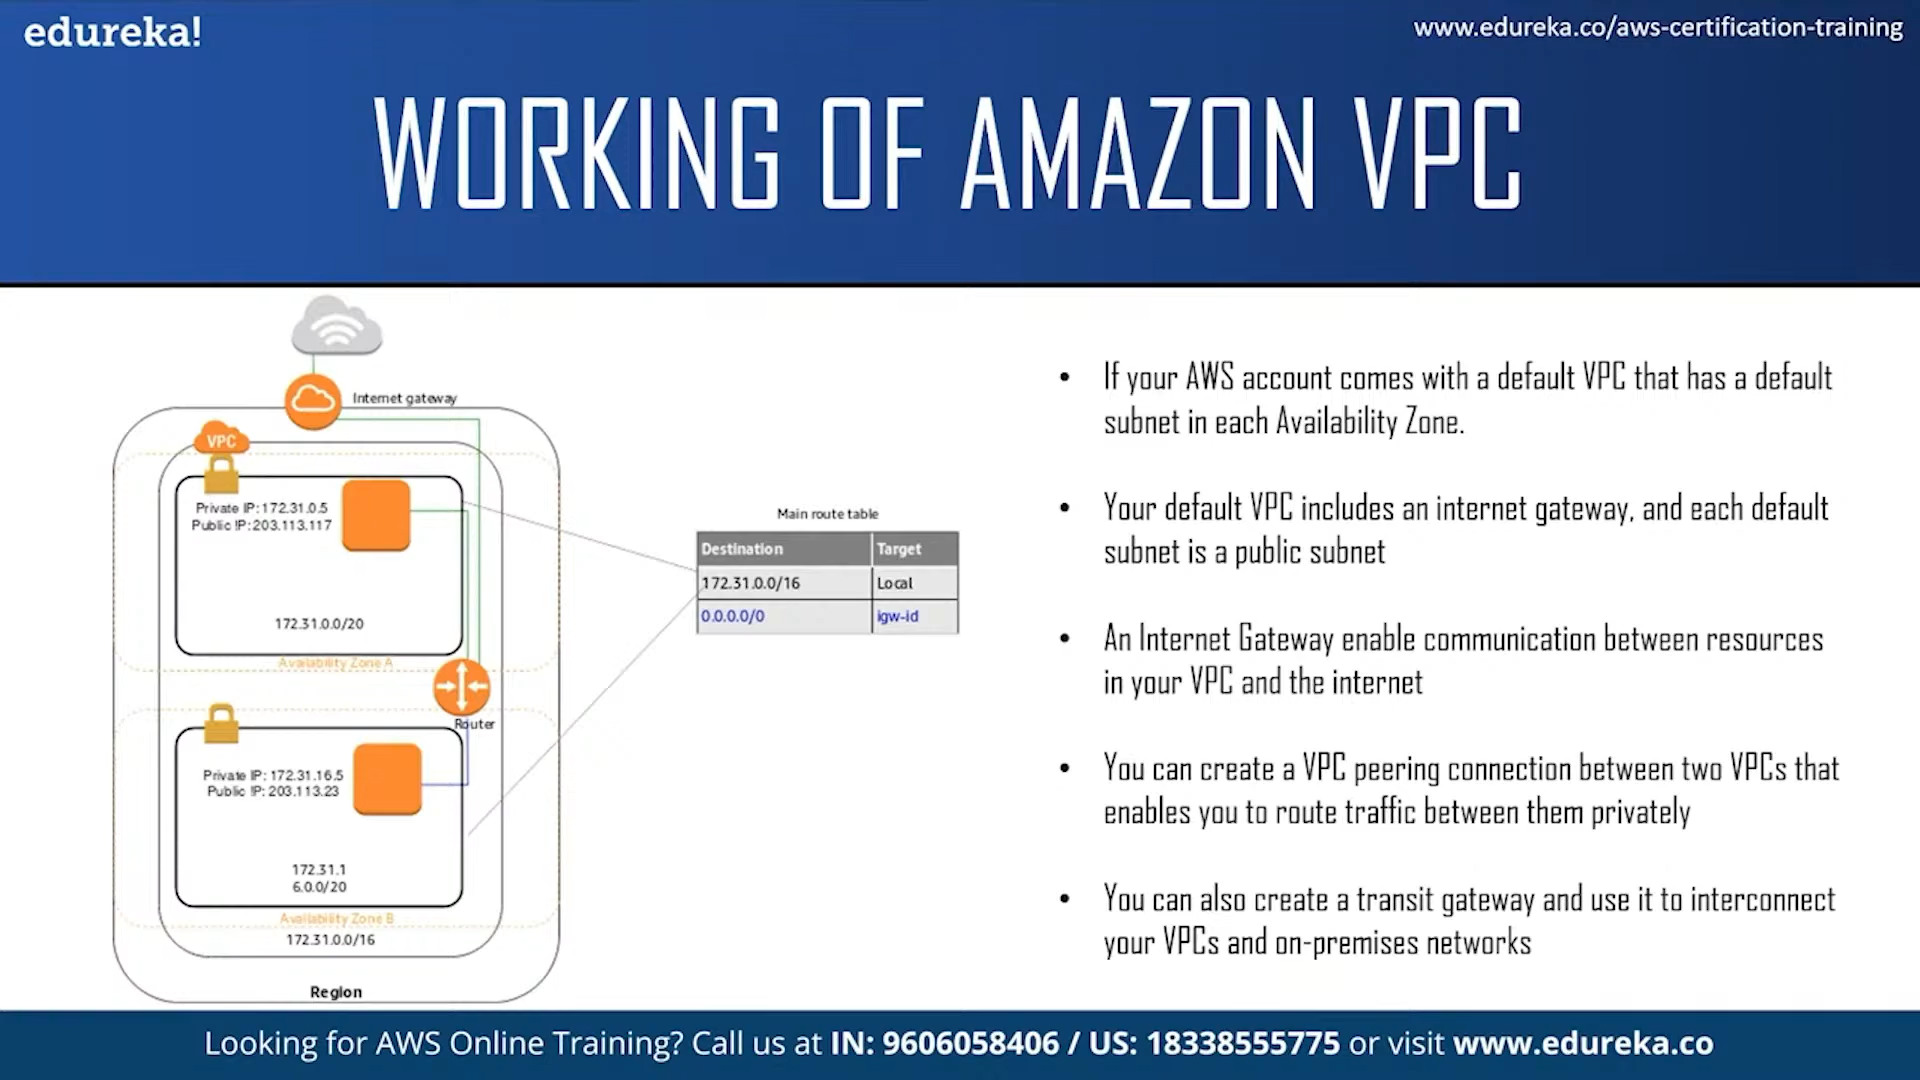 edureka!
www.edureka.co/aws-certification-training
WORKING OF AMAZON VPC
Internet gateway
VPC
Private IP: 172.31.0.5
Public IP: 203.113.117
172.31.0.0/20
Availability Zone A
Router
Private IP: 172.31.16.5
Public IP: 203.113.23
172.31.1
6.0.0/20
Availability Zone B
172.31.0.0/16
Region
Main route table
Destination Target
172.31.0.0/16 Local
0.0.0.0/0 igw-id
• If your AWS account comes with a default VPC that has a default
subnet in each Availability Zone.
• Your default VPC includes an internet gateway, and each default
subnet is a public subnet
• An Internet Gateway enable communication between resources
in your VPC and the internet
• You can create a VPC peering connection between two VPCs that
enables you to route traffic between them privately
• You can also create a transit gateway and use it to interconnect
your VPCs and on-premises networks
Looking for AWS Online Training? Call us at IN: 9606058406 / US: 18338555775 or visit www.edureka.co